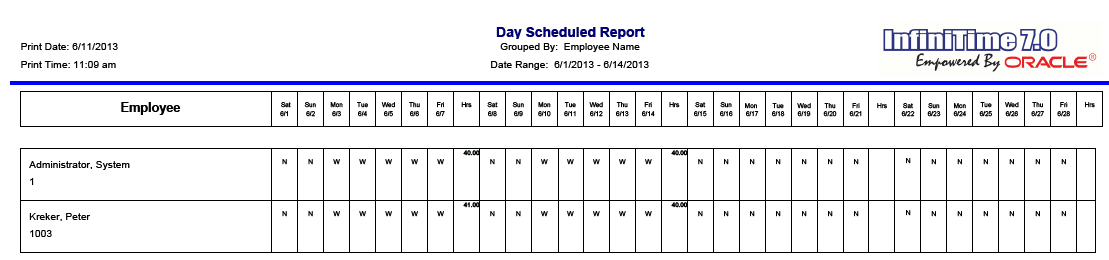 Day Scheduled Report
Print Date: 6/11/2013 Grouped By: Employee Name InfiniTime 7.0
Print Time: 11:09 am Date Range: 6/1/2013 - 6/14/2013 Empowered By ORACLE®
Employee Sat Sun Mon Tue Wed Thu Fri Hrs Sat Sun Mon Tue Wed Thu Fri Hrs Sat Sun Mon Tue Wed Thu Fri Hrs Sat Sun Mon Tue Wed Thu Fri Hrs
6/1 6/2 6/3 6/4 6/5 6/6 6/7 6/8 6/9 6/10 6/11 6/12 6/13 6/14 6/15 6/16 6/17 6/18 6/19 6/20 6/21 6/22 6/23 6/24 6/25 6/26 6/27 6/28
Administrator, System N N W W W W W 40.00 N N W W W W W 40.00 N N N N N N N N N N N N N N
1
Kreker, Peter N N W W W W W 41.00 N N W W W W W 40.00 N N N N N N N N N N N N N N
1003